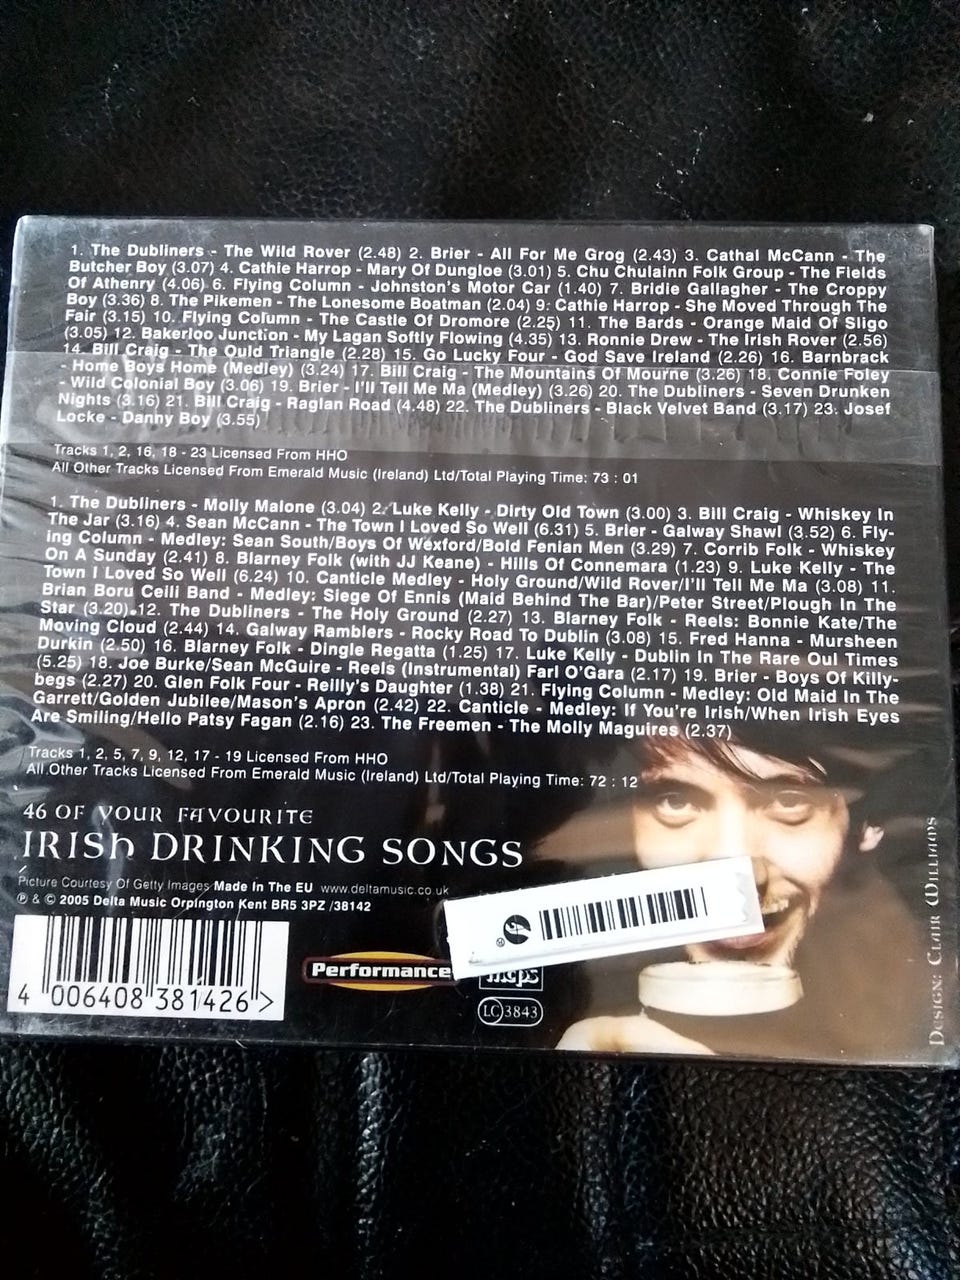 1. The Dubliners - The Wild Rover (2.48) 2. Brier - All For Me Grog (2.43) 3. Cathal McCann - The
Butcher Boy (3.07) 4. Cathie Harrop - Mary Of Dungloe (3.01) 5. Chu Chulainn Folk Group - The Fields
Of Athenry (4.06) 6. Flying Column - Johnston's Motor Car (1.40) 7. Bridie Gallagher - The Croppy
Boy (3.36) 8. The Pikemen - The Lonesome Boatman (2.04) 9. Cathie Harrop - She Moved Through The
Fair (3.15) 10. Flying Column - The Castle Of Dromore (2.25) 11. The Bards - Orange Maid Of Sligo
(3.05) 12. Bakerloo Junction - My Lagan Softly Flowing (4.35) 13. Ronnie Drew - The Irish Rover (2.56)
14. Bill Craig - The Ould Triangle (2.28) 15. Go Lucky Four - God Save Ireland (2.26) 16. Barnbrack
- Home Boys Home (Medley) (3.24) 17. Bill Craig - The Mountains Of Mourne (3.26) 18. Connie Foley
- Wild Colonial Boy (3.06) 19. Brier - I'll Tell Me Ma (Medley) (3.26) 20. The Dubliners - Seven Drunken
Nights (3.16) 21. Bill Craig - Raglan Road (4.48) 22. The Dubliners - Black Velvet Band (3.17) 23. Josef
Locke - Danny Boy (3.55)
Tracks 1, 2, 16, 18 - 23 Licensed From HHO
All Other Tracks Licensed From Emerald Music (Ireland) Ltd/Total Playing Time: 73 : 01
1. The Dubliners - Molly Malone (3.04) 2. Luke Kelly - Dirty Old Town (3.00) 3. Bill Craig - Whiskey In
The Jar (3.16) 4. Sean McCann - The Town I Loved So Well (6.31) 5. Brier - Galway Shawl (3.52) 6. Fly-
ing Column - Medley: Sean South/Boys Of Wexford/Bold Fenian Men (3.29) 7. Corrib Folk - Whiskey
On A Sunday (2.41) 8. Blarney Folk (with JJ Keane) - Hills Of Connemara (1.23) 9. Luke Kelly - The
Town I Loved So Well (6.24) 10. Canticle Medley - Holy Ground/Wild Rover/I'll Tell Me Ma (3.08) 11.
Brian Boru Ceili Band - Medley: Siege Of Ennis (Maid Behind The Bar)/Peter Street/Plough In The
Star (3.20) 12. The Dubliners - The Holy Ground (2.27) 13. Blarney Folk - Reels: Bonnie Kate/The
Moving Cloud (2.44) 14. Galway Ramblers - Rocky Road To Dublin (3.08) 15. Fred Hanna - Mursheen
Durkin (2.50) 16. Blarney Folk - Dingle Regatta (1.25) 17. Luke Kelly - Dublin In The Rare Oul Times
(5.25) 18. Joe Burke/Sean McGuire - Reels (Instrumental) Farl O'Gara (2.17) 19. Brier - Boys Of Killy-
begs (2.27) 20. Glen Folk Four - Reilly's Daughter (1.38) 21. Flying Column - Medley: Old Maid In The
Garrett/Golden Jubilee/Mason's Apron (2.42) 22. Canticle - Medley: If You're Irish/When Irish Eyes
Are Smiling/Hello Patsy Fagan (2.16) 23. The Freemen - The Molly Maguires (2.37)
Tracks 1, 2, 5, 7, 9, 12, 17 - 19 Licensed From HHO
All Other Tracks Licensed From Emerald Music (Ireland) Ltd/Total Playing Time: 72 : 12
46 OF YOUR FAVOURITE
IRISH DRINKING SONGS
Picture Courtesy Of Getty Images Made In The EU www.deltamusic.co.uk
℗ & © 2005 Delta Music Orpington Kent BR5 3PZ /38142
4 006408 381426 >
Performance
mcps
LC 3843
DESIGN: CLAIR WILLIAMS